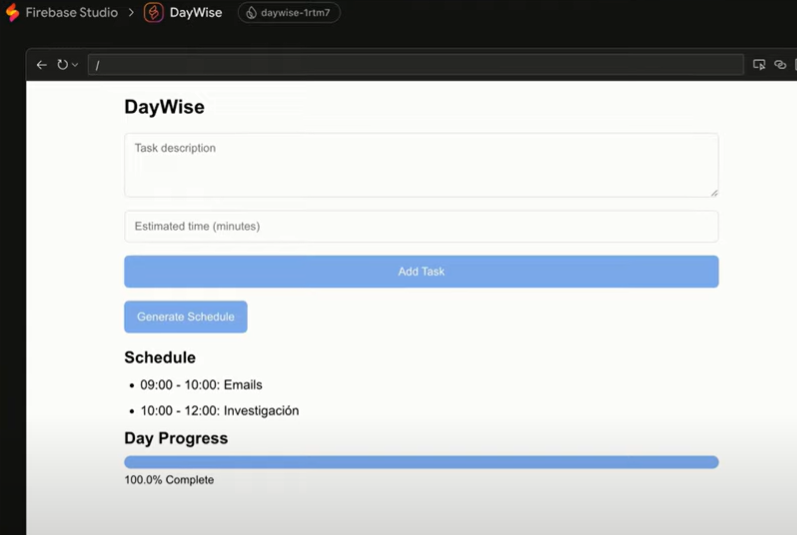 Firebase Studio > DayWise daywise-1rtm7
/
DayWise
Task description
Estimated time (minutes)
Add Task
Generate Schedule
Schedule
• 09:00 - 10:00: Emails
• 10:00 - 12:00: Investigación
Day Progress
100.0% Complete